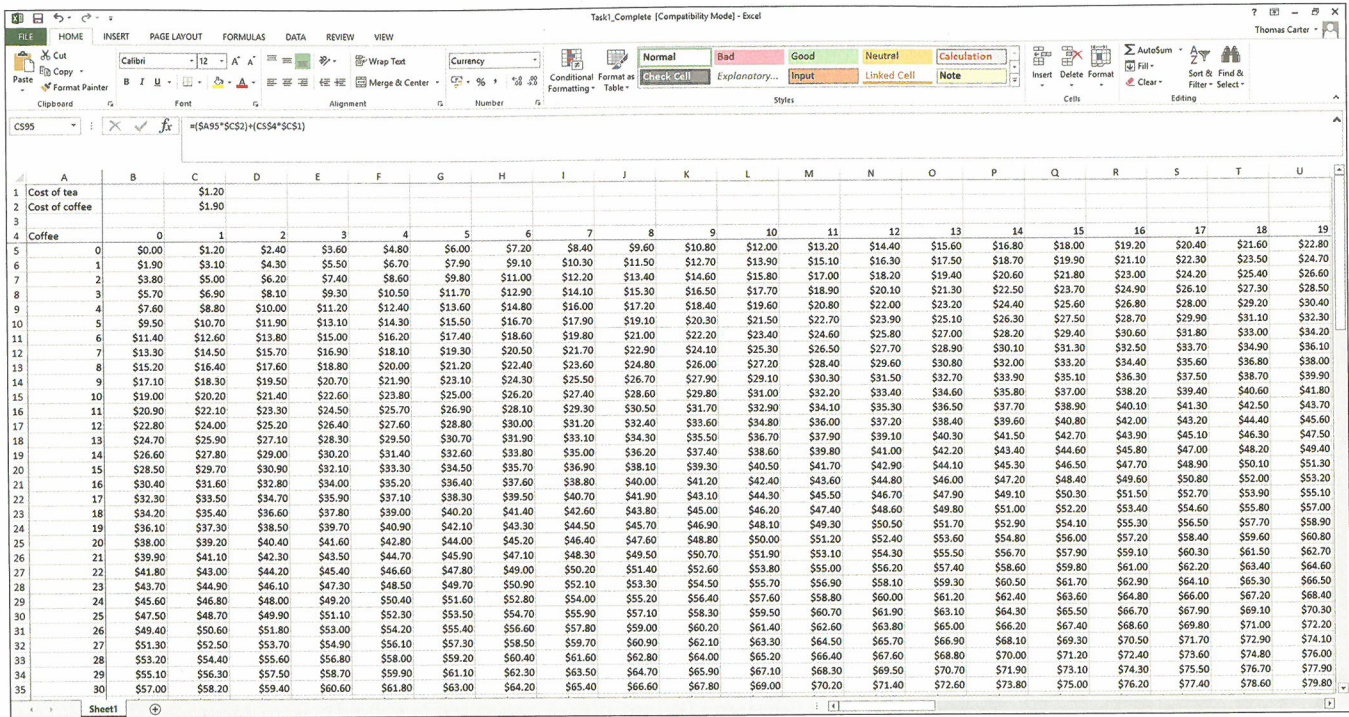 Task1_Complete [Compatibility Mode] - Excel
FILE HOME INSERT PAGE LAYOUT FORMULAS DATA REVIEW VIEW Thomas Carter
Paste Cut Copy Format Painter
Clipboard
Calibri 12 A A
B I U A
Font
Wrap Text
Merge & Center
Alignment
Currency
% ,
Number
Conditional Formatting
Format as Table
Normal Bad Good Neutral Calculation
Check Cell Explanatory... Input Linked Cell Note
Styles
Insert Delete Format
Cells
AutoSum
Fill
Clear
Sort & Filter
Find & Select
Editing
CS95 fx =($A95*$C$2)+(CS$4*$C$1)
A B C D E F G H I J K L M N O P Q R S T U
1 Cost of tea $1.20
2 Cost of coffee $1.90
3
4 Coffee 0 1 2 3 4 5 6 7 8 9 10 11 12 13 14 15 16 17 18 19
5 0 $0.00 $1.20 $2.40 $3.60 $4.80 $6.00 $7.20 $8.40 $9.60 $10.80 $12.00 $13.20 $14.40 $15.60 $16.80 $18.00 $19.20 $20.40 $21.60 $22.80
6 1 $1.90 $3.10 $4.30 $5.50 $6.70 $7.90 $9.10 $10.30 $11.50 $12.70 $13.90 $15.10 $16.30 $17.50 $18.70 $19.90 $21.10 $22.30 $23.50 $24.70
7 2 $3.80 $5.00 $6.20 $7.40 $8.60 $9.80 $11.00 $12.20 $13.40 $14.60 $15.80 $17.00 $18.20 $19.40 $20.60 $21.80 $23.00 $24.20 $25.40 $26.60
8 3 $5.70 $6.90 $8.10 $9.30 $10.50 $11.70 $12.90 $14.10 $15.30 $16.50 $17.70 $18.90 $20.10 $21.30 $22.50 $23.70 $24.90 $26.10 $27.30 $28.50
9 4 $7.60 $8.80 $10.00 $11.20 $12.40 $13.60 $14.80 $16.00 $17.20 $18.40 $19.60 $20.80 $22.00 $23.20 $24.40 $25.60 $26.80 $28.00 $29.20 $30.40
10 5 $9.50 $10.70 $11.90 $13.10 $14.30 $15.50 $16.70 $17.90 $19.10 $20.30 $21.50 $22.70 $23.90 $25.10 $26.30 $27.50 $28.70 $29.90 $31.10 $32.30
11 6 $11.40 $12.60 $13.80 $15.00 $16.20 $17.40 $18.60 $19.80 $21.00 $22.20 $23.40 $24.60 $25.80 $27.00 $28.20 $29.40 $30.60 $31.80 $33.00 $34.20
12 7 $13.30 $14.50 $15.70 $16.90 $18.10 $19.30 $20.50 $21.70 $22.90 $24.10 $25.30 $26.50 $27.70 $28.90 $30.10 $31.30 $32.50 $33.70 $34.90 $36.10
13 8 $15.20 $16.40 $17.60 $18.80 $20.00 $21.20 $22.40 $23.60 $24.80 $26.00 $27.20 $28.40 $29.60 $30.80 $32.00 $33.20 $34.40 $35.60 $36.80 $38.00
14 9 $17.10 $18.30 $19.50 $20.70 $21.90 $23.10 $24.30 $25.50 $26.70 $27.90 $29.10 $30.30 $31.50 $32.70 $33.90 $35.10 $36.30 $37.50 $38.70 $39.90
15 10 $19.00 $20.20 $21.40 $22.60 $23.80 $25.00 $26.20 $27.40 $28.60 $29.80 $31.00 $32.20 $33.40 $34.60 $35.80 $37.00 $38.20 $39.40 $40.60 $41.80
16 11 $20.90 $22.10 $23.30 $24.50 $25.70 $26.90 $28.10 $29.30 $30.50 $31.70 $32.90 $34.10 $35.30 $36.50 $37.70 $38.90 $40.10 $41.30 $42.50 $43.70
17 12 $22.80 $24.00 $25.20 $26.40 $27.60 $28.80 $30.00 $31.20 $32.40 $33.60 $34.80 $36.00 $37.20 $38.40 $39.60 $40.80 $42.00 $43.20 $44.40 $45.60
18 13 $24.70 $25.90 $27.10 $28.30 $29.50 $30.70 $31.90 $33.10 $34.30 $35.50 $36.70 $37.90 $39.10 $40.30 $41.50 $42.70 $43.90 $45.10 $46.30 $47.50
19 14 $26.60 $27.80 $29.00 $30.20 $31.40 $32.60 $33.80 $35.00 $36.20 $37.40 $38.60 $39.80 $41.00 $42.20 $43.40 $44.60 $45.80 $47.00 $48.20 $49.40
20 15 $28.50 $29.70 $30.90 $32.10 $33.30 $34.50 $35.70 $36.90 $38.10 $39.30 $40.50 $41.70 $42.90 $44.10 $45.30 $46.50 $47.70 $48.90 $50.10 $51.30
21 16 $30.40 $31.60 $32.80 $34.00 $35.20 $36.40 $37.60 $38.80 $40.00 $41.20 $42.40 $43.60 $44.80 $46.00 $47.20 $48.40 $49.60 $50.80 $52.00 $53.20
22 17 $32.30 $33.50 $34.70 $35.90 $37.10 $38.30 $39.50 $40.70 $41.90 $43.10 $44.30 $45.50 $46.70 $47.90 $49.10 $50.30 $51.50 $52.70 $53.90 $55.10
23 18 $34.20 $35.40 $36.60 $37.80 $39.00 $40.20 $41.40 $42.60 $43.80 $45.00 $46.20 $47.40 $48.60 $49.80 $51.00 $52.20 $53.40 $54.60 $55.80 $57.00
24 19 $36.10 $37.30 $38.50 $39.70 $40.90 $42.10 $43.30 $44.50 $45.70 $46.90 $48.10 $49.30 $50.50 $51.70 $52.90 $54.10 $55.30 $56.50 $57.70 $58.90
25 20 $38.00 $39.20 $40.40 $41.60 $42.80 $44.00 $45.20 $46.40 $47.60 $48.80 $50.00 $51.20 $52.40 $53.60 $54.80 $56.00 $57.20 $58.40 $59.60 $60.80
26 21 $39.90 $41.10 $42.30 $43.50 $44.70 $45.90 $47.10 $48.30 $49.50 $50.70 $51.90 $53.10 $54.30 $55.50 $56.70 $57.90 $59.10 $60.30 $61.50 $62.70
27 22 $41.80 $43.00 $44.20 $45.40 $46.60 $47.80 $49.00 $50.20 $51.40 $52.60 $53.80 $55.00 $56.20 $57.40 $58.60 $59.80 $61.00 $62.20 $63.40 $64.60
28 23 $43.70 $44.90 $46.10 $47.30 $48.50 $49.70 $50.90 $52.10 $53.30 $54.50 $55.70 $56.90 $58.10 $59.30 $60.50 $61.70 $62.90 $64.10 $65.30 $66.50
29 24 $45.60 $46.80 $48.00 $49.20 $50.40 $51.60 $52.80 $54.00 $55.20 $56.40 $57.60 $58.80 $60.00 $61.20 $62.40 $63.60 $64.80 $66.00 $67.20 $68.40
30 25 $47.50 $48.70 $49.90 $51.10 $52.30 $53.50 $54.70 $55.90 $57.10 $58.30 $59.50 $60.70 $61.90 $63.10 $64.30 $65.50 $66.70 $67.90 $69.10 $70.30
31 26 $49.40 $50.60 $51.80 $53.00 $54.20 $55.40 $56.60 $57.80 $59.00 $60.20 $61.40 $62.60 $63.80 $65.00 $66.20 $67.40 $68.60 $69.80 $71.00 $72.20
32 27 $51.30 $52.50 $53.70 $54.90 $56.10 $57.30 $58.50 $59.70 $60.90 $62.10 $63.30 $64.50 $65.70 $66.90 $68.10 $69.30 $70.50 $71.70 $72.90 $74.10
33 28 $53.20 $54.40 $55.60 $56.80 $58.00 $59.20 $60.40 $61.60 $62.80 $64.00 $65.20 $66.40 $67.60 $68.80 $70.00 $71.20 $72.40 $73.60 $74.80 $76.00
34 29 $55.10 $56.30 $57.50 $58.70 $59.90 $61.10 $62.30 $63.50 $64.70 $65.90 $67.10 $68.30 $69.50 $70.70 $71.90 $73.10 $74.30 $75.50 $76.70 $77.90
35 30 $57.00 $58.20 $59.40 $60.60 $61.80 $63.00 $64.20 $65.40 $66.60 $67.80 $69.00 $70.20 $71.40 $72.60 $73.80 $75.00 $76.20 $77.40 $78.60 $79.80
Sheet1